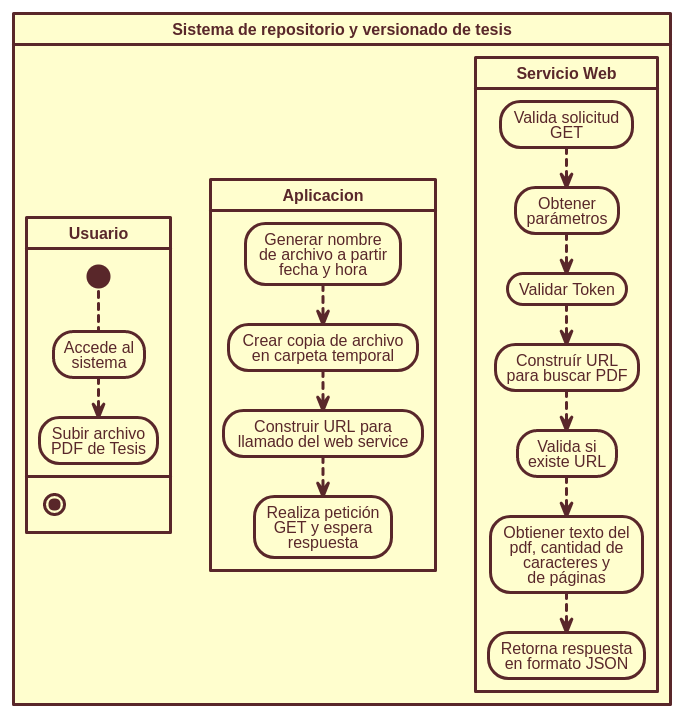 Sistema de repositorio y versionado de tesis
Usuario
Accede al
sistema
Subir archivo
PDF de Tesis
Aplicacion
Generar nombre
de archivo a partir
fecha y hora
Crear copia de archivo
en carpeta temporal
Construir URL para
llamado del web service
Realiza petición
GET y espera
respuesta
Servicio Web
Valida solicitud
GET
Obtener
parámetros
Validar Token
Construír URL
para buscar PDF
Valida si
existe URL
Obtiener texto del
pdf, cantidad de
caracteres y
de páginas
Retorna respuesta
en formato JSON